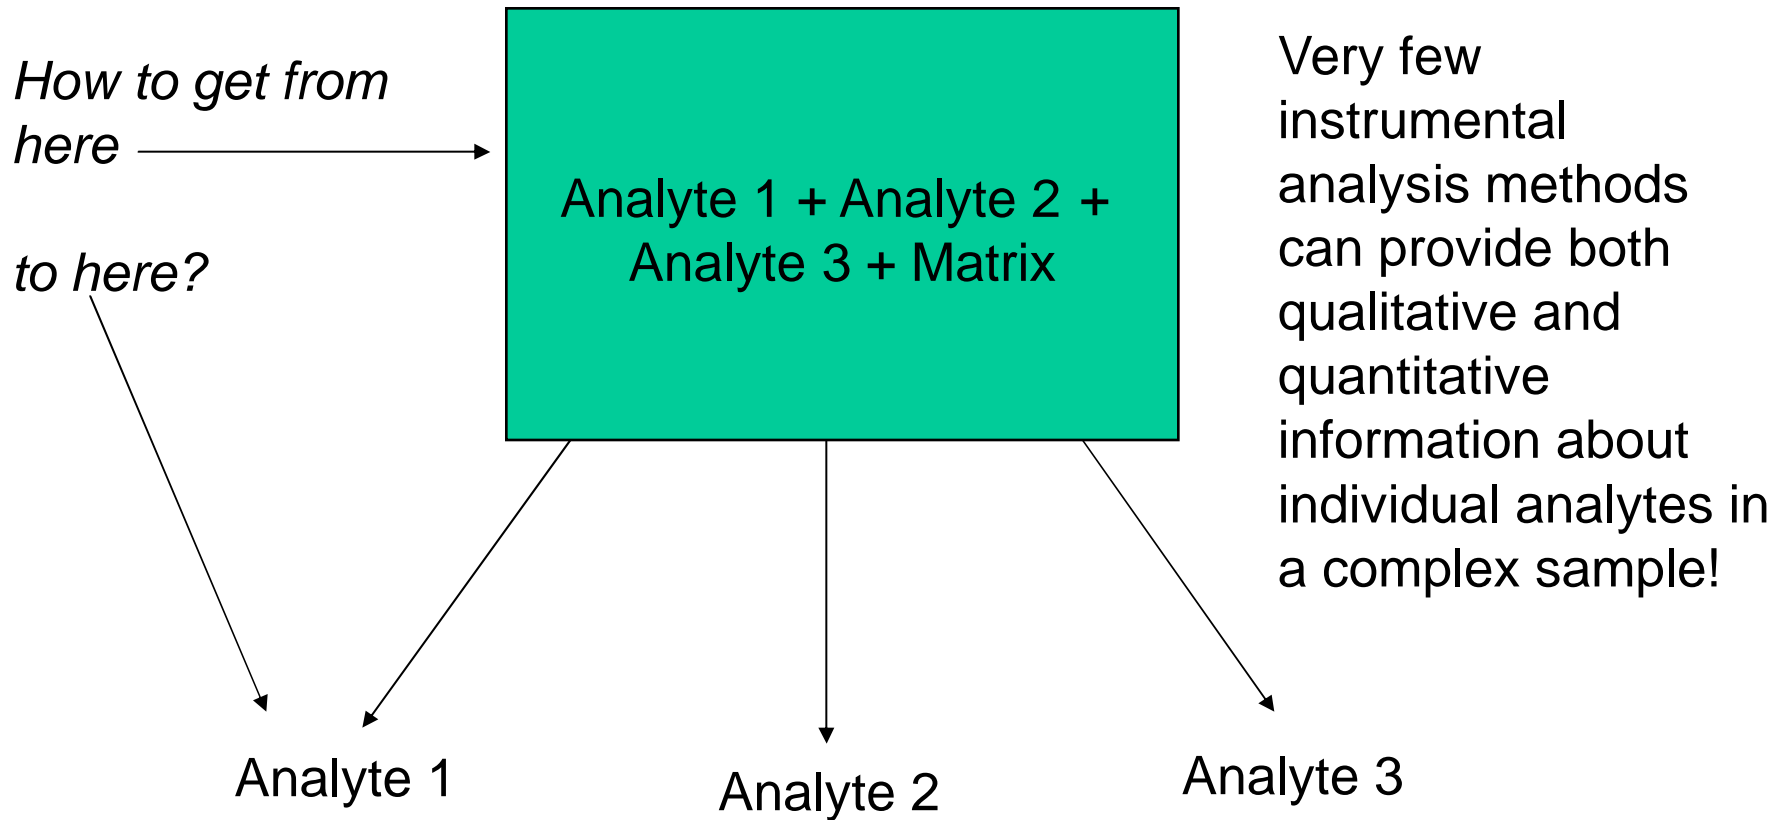 How to get from
here
to here?
Analyte 1 + Analyte 2 +
Analyte 3 + Matrix
Very few
instrumental
analysis methods
can provide both
qualitative and
quantitative
information about
individual analytes in
a complex sample!
Analyte 1
Analyte 2
Analyte 3